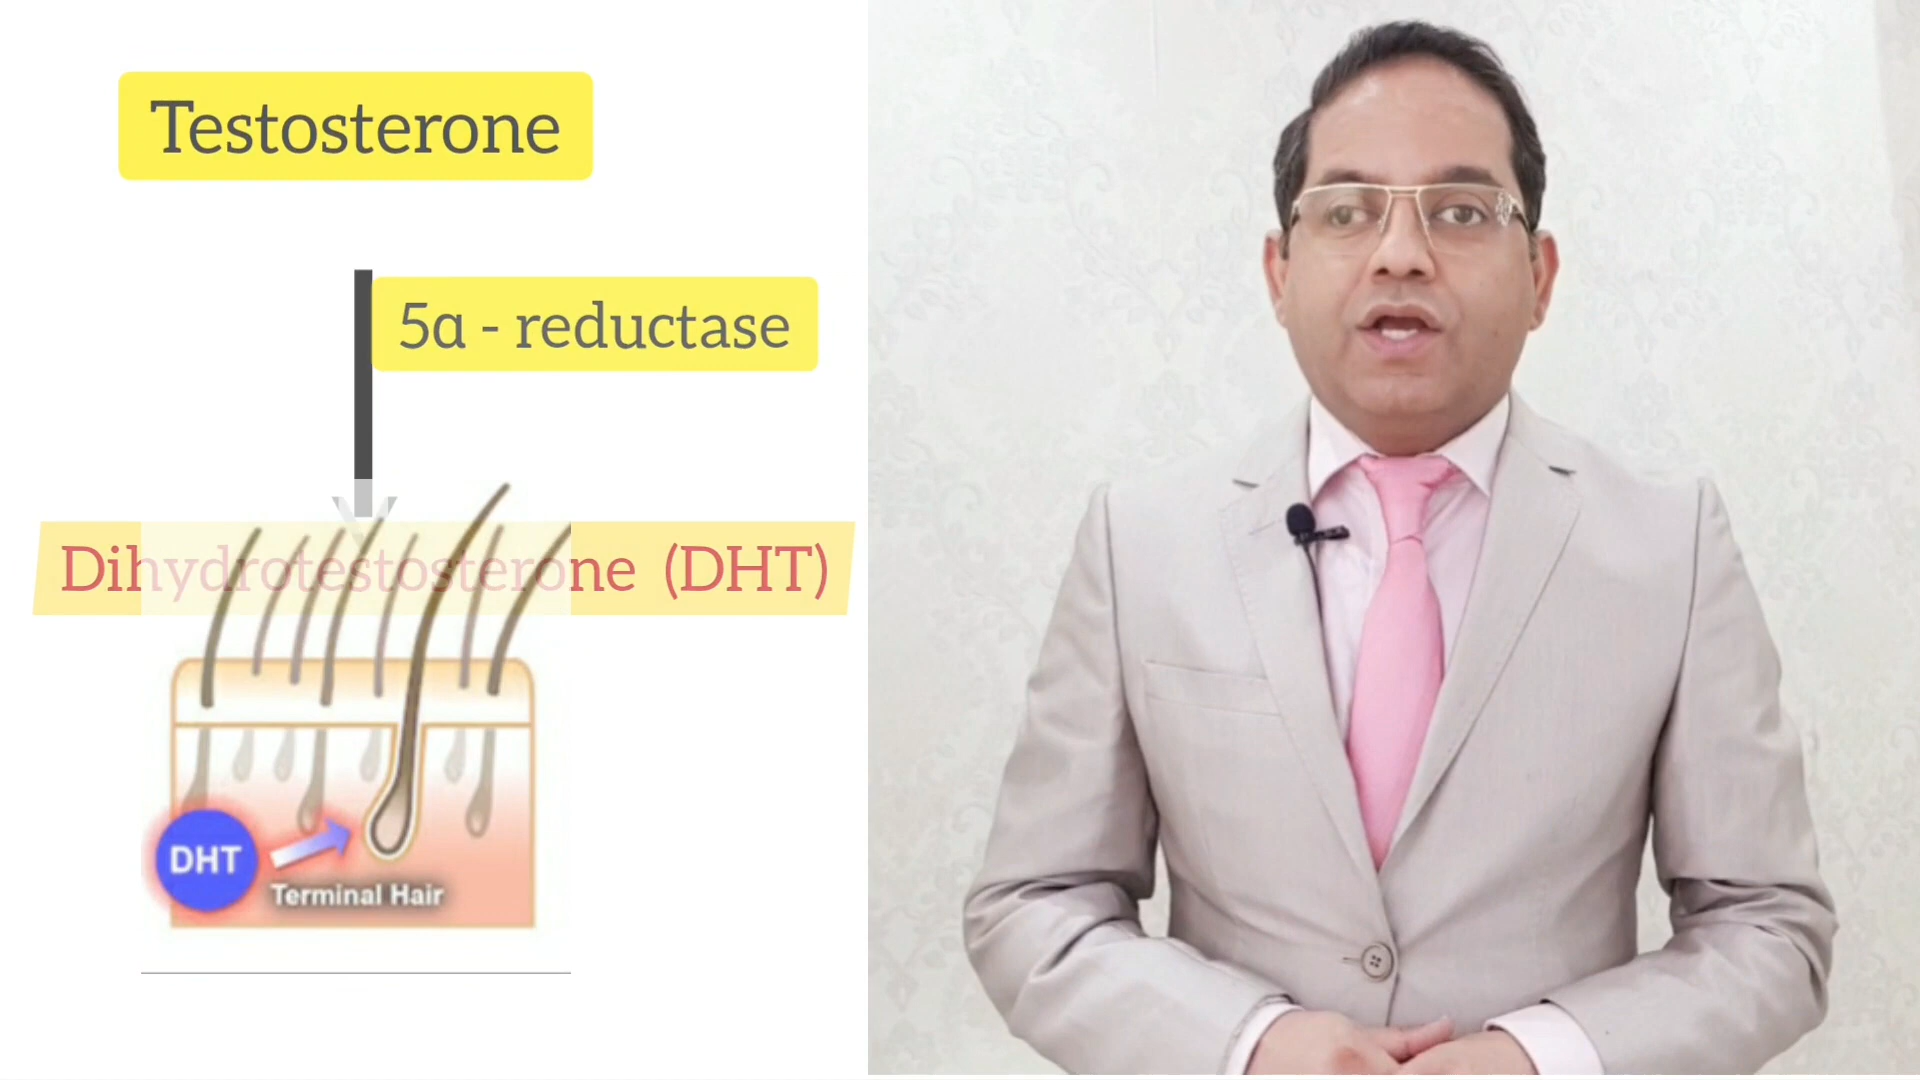 Testosterone
5α - reductase
Dihydrotestosterone (DHT)
DHT
Terminal Hair